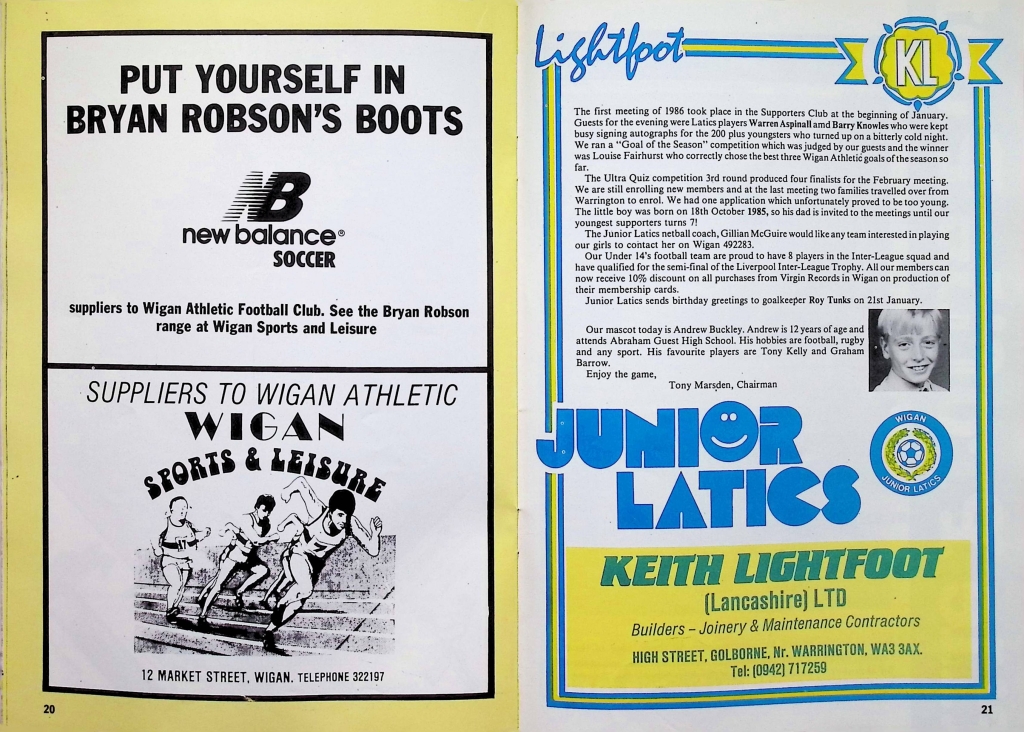 PUT YOURSELF IN
BRYAN ROBSON'S BOOTS
NB
new balance®
SOCCER
suppliers to Wigan Athletic Football Club. See the Bryan Robson
range at Wigan Sports and Leisure
SUPPLIERS TO WIGAN ATHLETIC
WIGAN
SPORTS & LEISURE
12 MARKET STREET, WIGAN. TELEPHONE 322197
20
Lightfoot
KL
The first meeting of 1986 took place in the Supporters Club at the beginning of January.
Guests for the evening were Latics players Warren Aspinall amd Barry Knowles who were kept
busy signing autographs for the 200 plus youngsters who turned up on a bitterly cold night.
We ran a "Goal of the Season" competition which was judged by our guests and the winner
was Louise Fairhurst who correctly chose the best three Wigan Athletic goals of the season so
far.
The Ultra Quiz competition 3rd round produced four finalists for the February meeting.
We are still enrolling new members and at the last meeting two families travelled over from
Warrington to enrol. We had one application which unfortunately proved to be too young.
The little boy was born on 18th October 1985, so his dad is invited to the meetings until our
youngest supporters turns 7!
The Junior Latics netball coach, Gillian McGuire would like any team interested in playing
our girls to contact her on Wigan 492283.
Our Under 14's football team are proud to have 8 players in the Inter-League squad and
have qualified for the semi-final of the Liverpool Inter-League Trophy. All our members can
now receive 10% discount on all purchases from Virgin Records in Wigan on production of
their membership cards.
Junior Latics sends birthday greetings to goalkeeper Roy Tunks on 21st January.
Our mascot today is Andrew Buckley. Andrew is 12 years of age and
attends Abraham Guest High School. His hobbies are football, rugby
and any sport. His favourite players are Tony Kelly and Graham
Barrow.
Enjoy the game,
Tony Marsden, Chairman
JUNIOR
LATICS
WIGAN
JUNIOR LATICS
KEITH LIGHTFOOT
(Lancashire) LTD
Builders – Joinery & Maintenance Contractors
HIGH STREET, GOLBORNE, Nr. WARRINGTON, WA3 3AX.
Tel: (0942) 717259
21